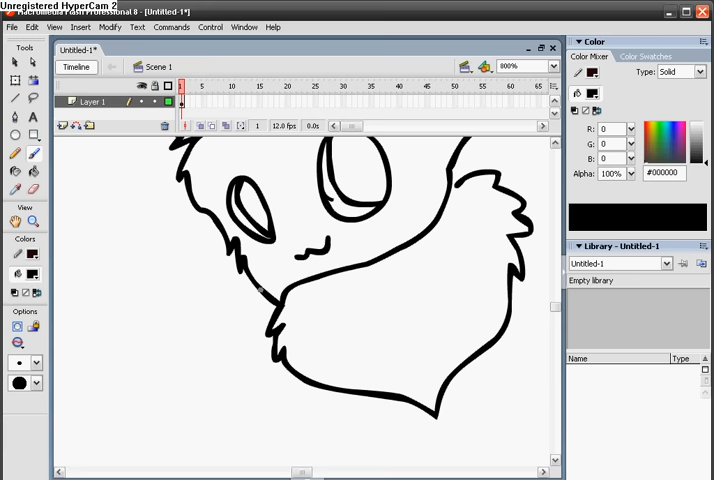 Unregistered HyperCam 2
Macromedia Flash Professional 8 - [Untitled-1*]
File Edit View Insert Modify Text Commands Control Window Help
Tools
View
Colors
Options
Untitled-1*
Timeline Scene 1 800%
1 5 10 15 20 25 30 35 40 45 50 55 60 65
Layer 1
1 12.0 fps 0.0s
Color
Color Mixer Color Swatches
Type: Solid
R: 0
G: 0
B: 0
Alpha: 100% #000000
Library - Untitled-1
Untitled-1
Empty library
Name Type